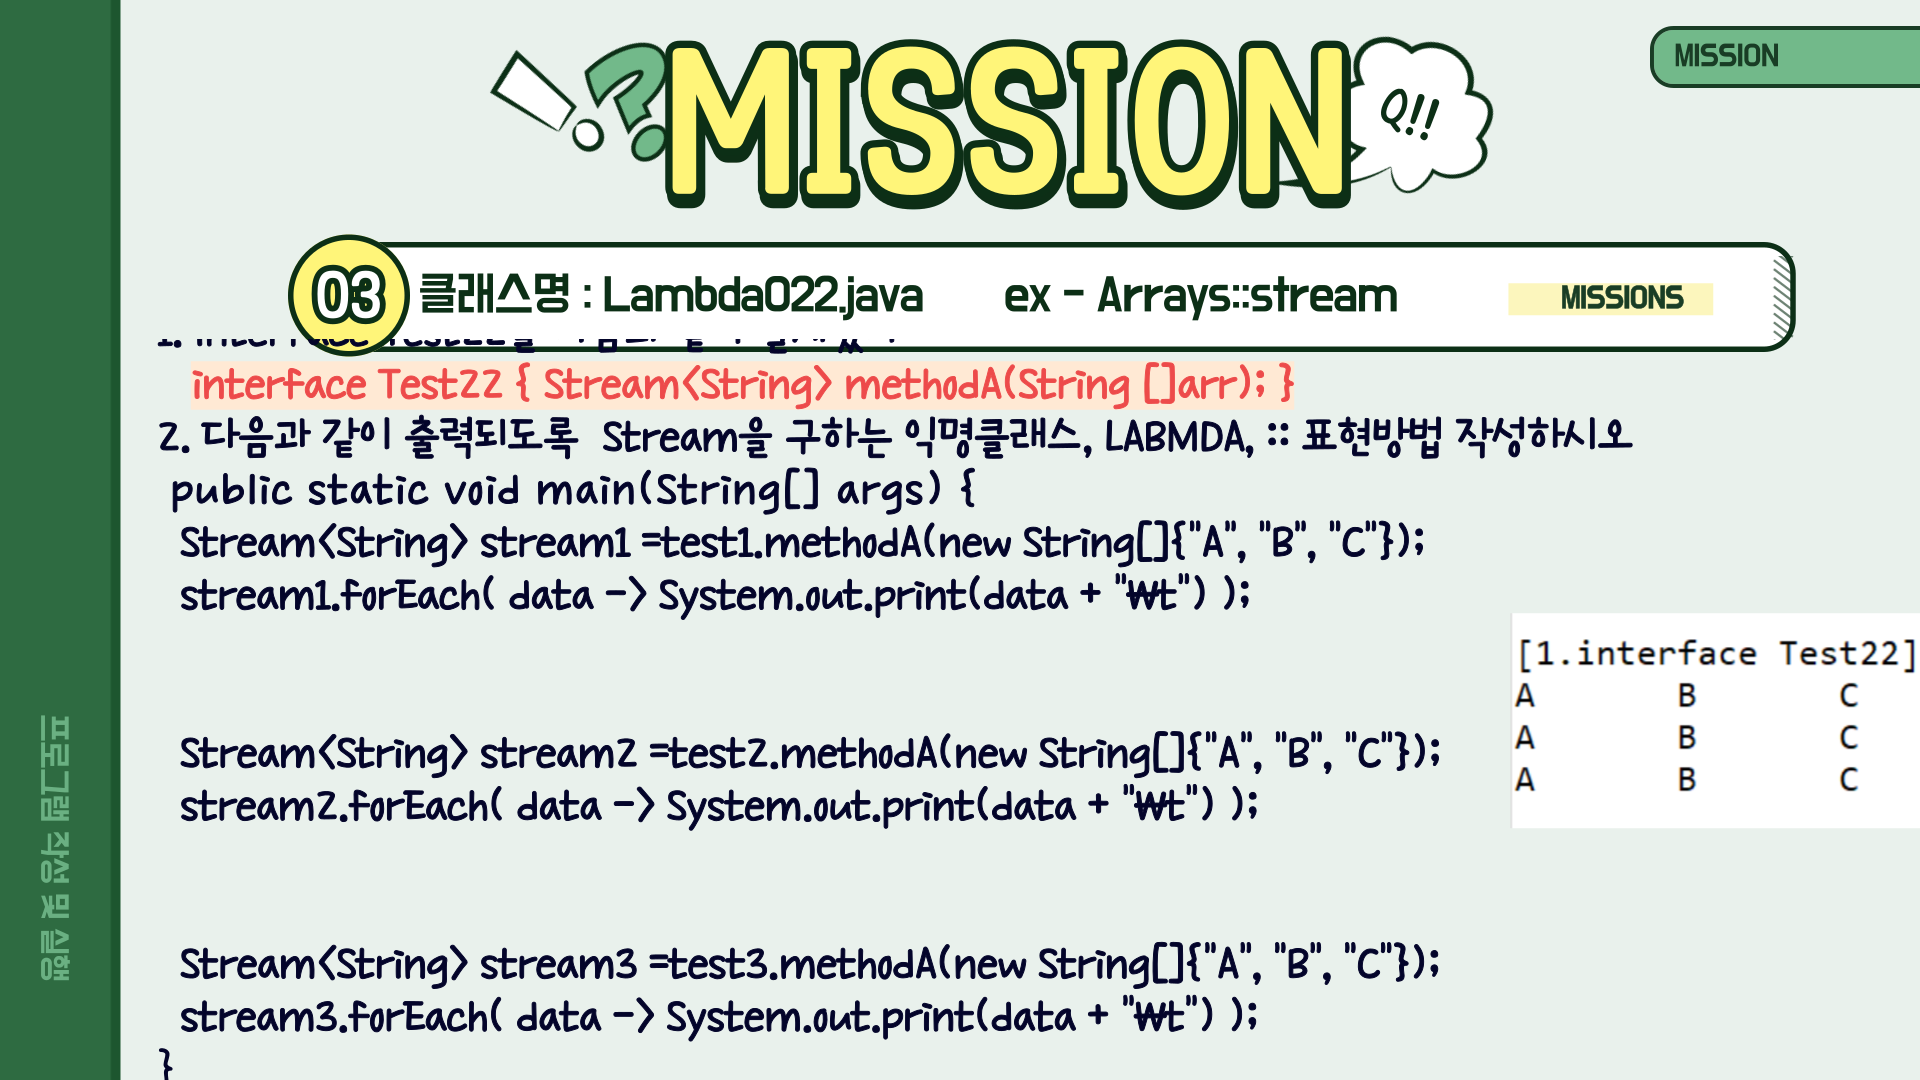 MISSION
MISSION
Q!!
03 클래스명 : Lambda022.java ex - Arrays::stream MISSIONS
interface Test22 { Stream<String> methodA(String []arr); }
2. 다음과 같이 출력되도록 Stream을 구하는 익명클래스, LABMDA, :: 표현방법 작성하시오
public static void main(String[] args) {
Stream<String> stream1 =test1.methodA(new String[]{"A", "B", "C"});
stream1.forEach( data -> System.out.print(data + "₩t") );
[1.interface Test22]
A B C
A B C
A B C
Stream<String> stream2 =test2.methodA(new String[]{"A", "B", "C"});
stream2.forEach( data -> System.out.print(data + "₩t") );
Stream<String> stream3 =test3.methodA(new String[]{"A", "B", "C"});
stream3.forEach( data -> System.out.print(data + "₩t") );
}
프로그램 작성 및 실행